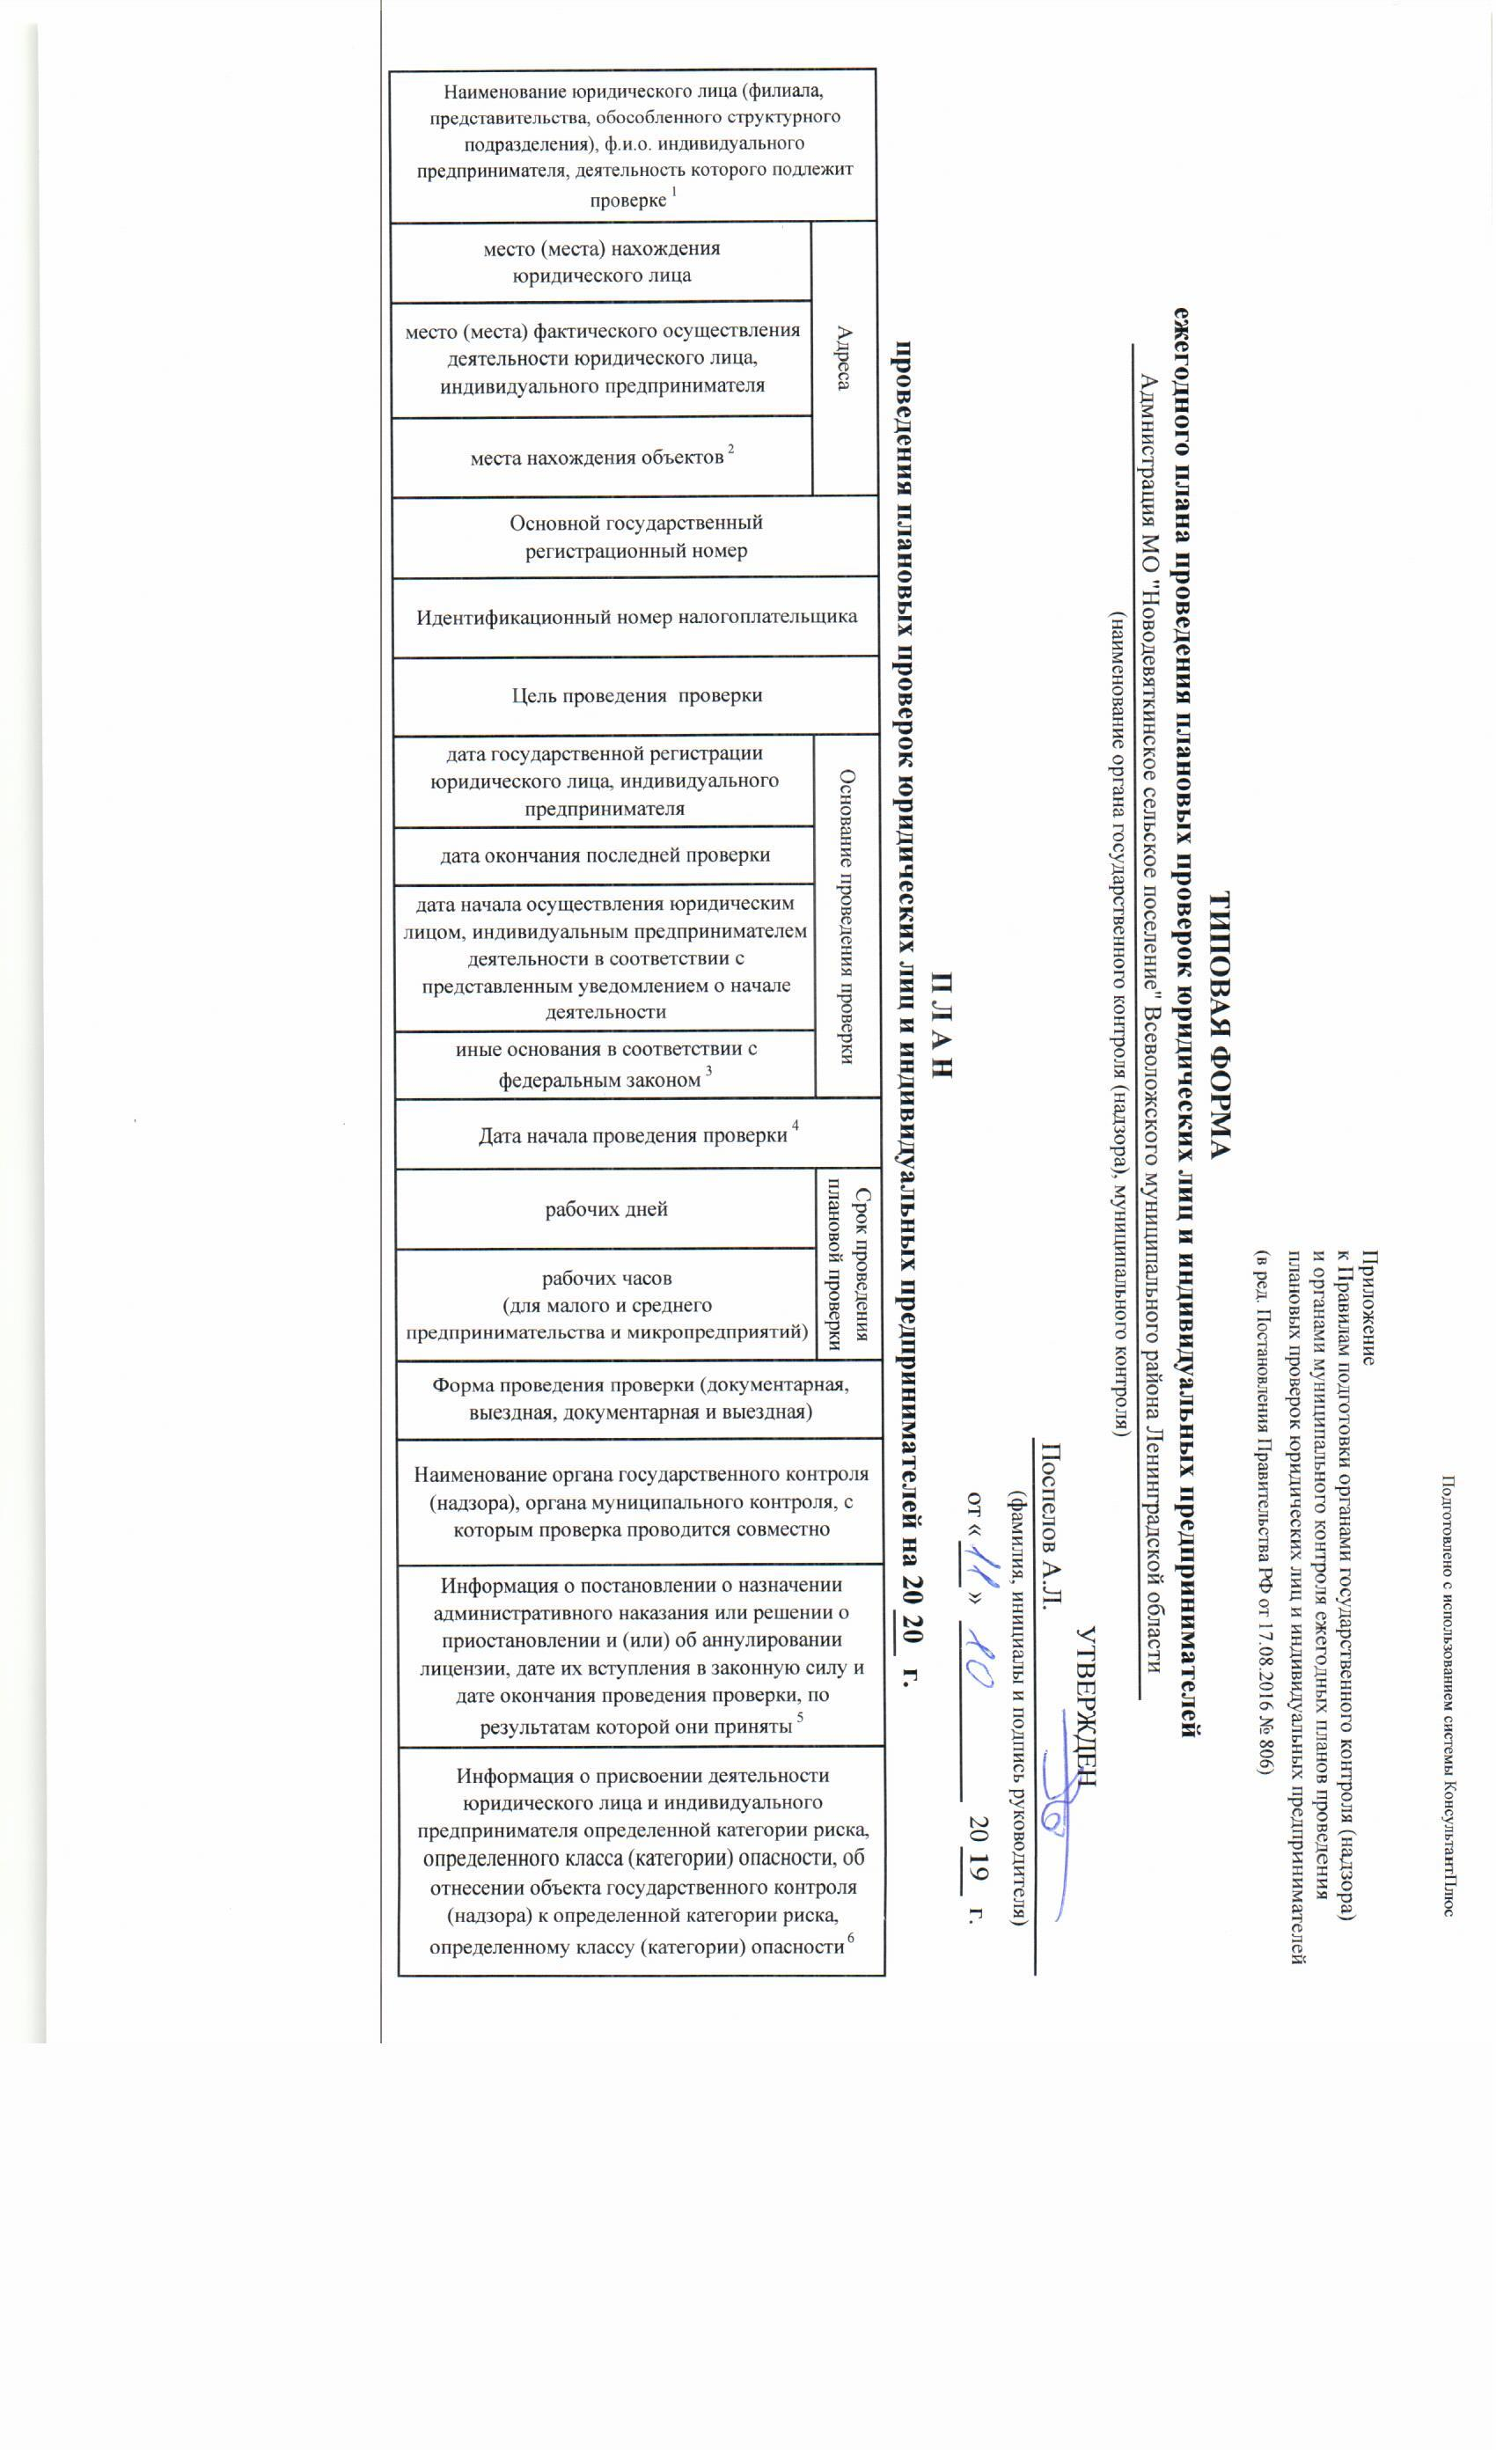 Подготовлено с использованием системы КонсультантПлюс
Приложение
к Правилам подготовки органами государственного контроля (надзора)
и органами муниципального контроля ежегодных планов проведения
плановых проверок юридических лиц и индивидуальных предпринимателей
(в ред. Постановления Правительства РФ от 17.08.2016 № 806)
ТИПОВАЯ ФОРМА
ежегодного плана проведения плановых проверок юридических лиц и индивидуальных предпринимателей
Администрация МО "Новодевяткинское сельское поселение" Всеволожского муниципального района Ленинградской области
(наименование органа государственного контроля (надзора), муниципального контроля)
УТВЕРЖДЕН
Поспелов А.Л.
(фамилия, инициалы и подпись руководителя)
от « 11 » 10 20 19 г.
П Л А Н
проведения плановых проверок юридических лиц и индивидуальных предпринимателей на 20 20 г.
Наименование юридического лица (филиала,
представительства, обособленного структурного
подразделения), ф.и.о. индивидуального
предпринимателя, деятельность которого подлежит
проверке 1
Адреса
место (места) нахождения
юридического лица
место (места) фактического осуществления
деятельности юридического лица,
индивидуального предпринимателя
места нахождения объектов 2
Основной государственный
регистрационный номер
Идентификационный номер налогоплательщика
Цель проведения проверки
Основание проведения проверки
дата государственной регистрации
юридического лица, индивидуального
предпринимателя
дата окончания последней проверки
дата начала осуществления юридическим
лицом, индивидуальным предпринимателем
деятельности в соответствии с
представленным уведомлением о начале
деятельности
иные основания в соответствии с
федеральным законом 3
Дата начала проведения проверки 4
Срок проведения
плановой проверки
рабочих дней
рабочих часов
(для малого и среднего
предпринимательства и микропредприятий)
Форма проведения проверки (документарная,
выездная, документарная и выездная)
Наименование органа государственного контроля
(надзора), органа муниципального контроля, с
которым проверка проводится совместно
Информация о постановлении о назначении
административного наказания или решении о
приостановлении и (или) об аннулировании
лицензии, дате их вступления в законную силу и
дате окончания проведения проверки, по
результатам которой они приняты 5
Информация о присвоении деятельности
юридического лица и индивидуального
предпринимателя определенной категории риска,
определенного класса (категории) опасности, об
отнесении объекта государственного контроля
(надзора) к определенной категории риска,
определенному классу (категории) опасности 6